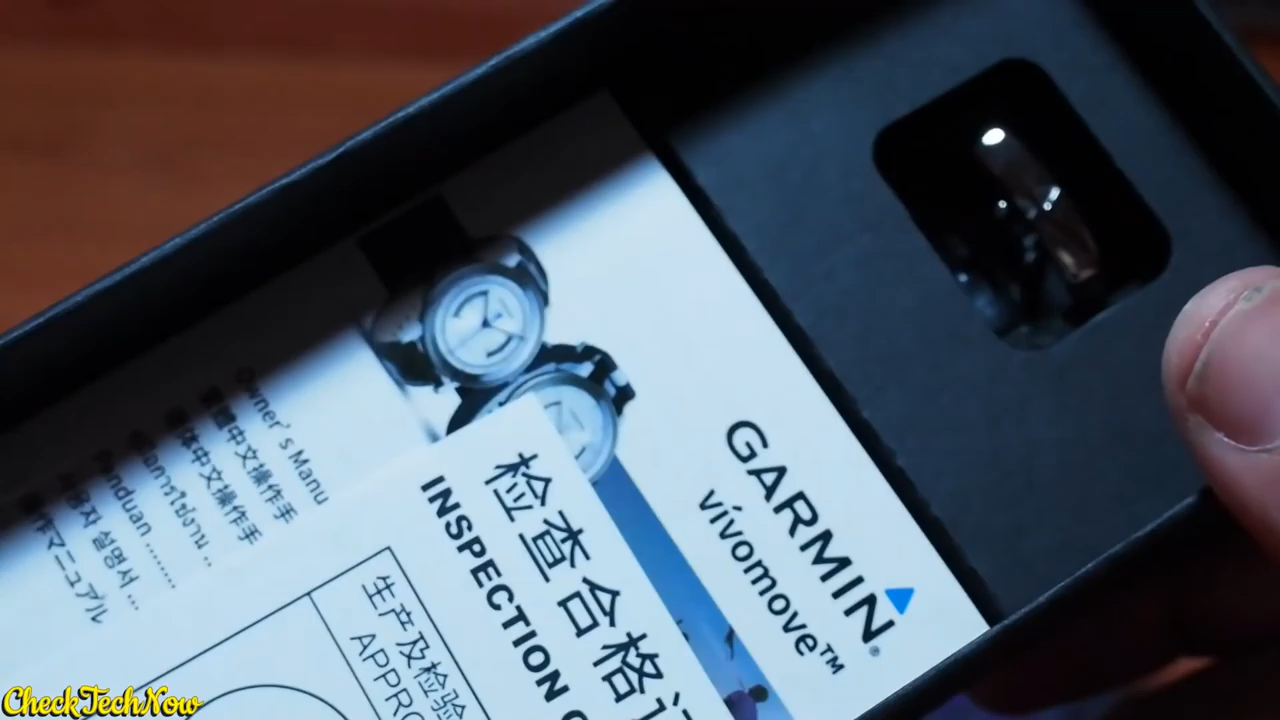 GARMIN®
vívomove™
检查合格证
INSPECTION
生产及检验
APPRO
Owner's Manu
繁體中文操作手
简体中文操作手
Panduan ........
사용자 설명서 ...
操作マニュアル
CheckTechNow